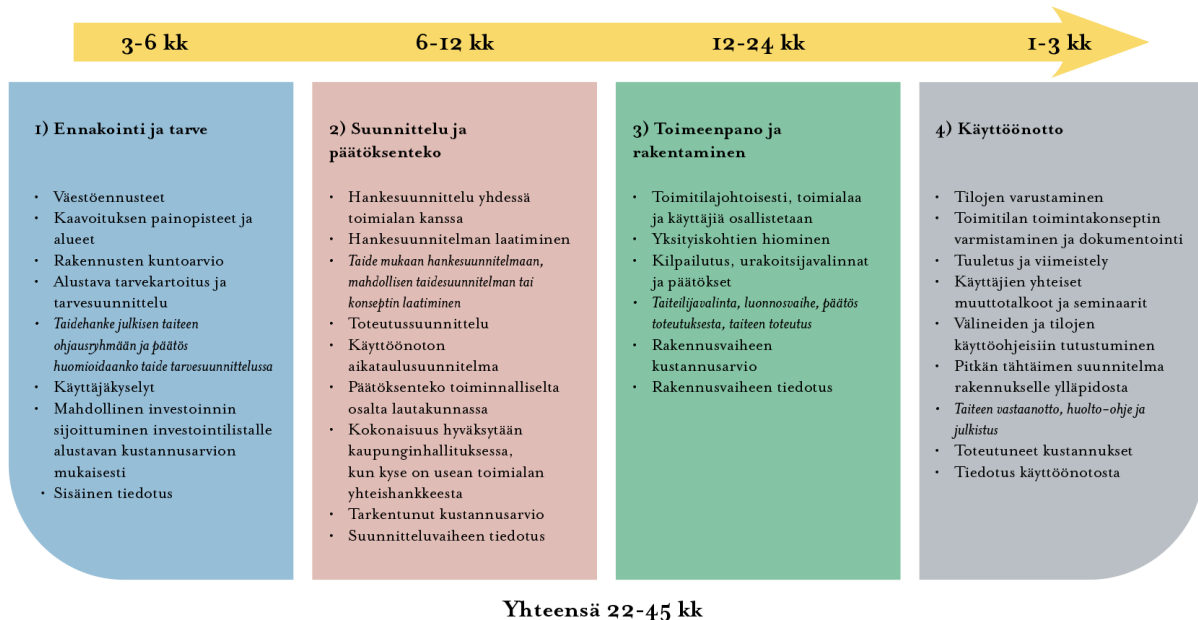 3-6 kk
6-12 kk
12-24 kk
1-3 kk
1) Ennakointi ja tarve
• Väestöennusteet
• Kaavoituksen painopisteet ja
alueet
• Rakennusten kuntoarvio
• Alustava tarvekartoitus ja
tarvesuunnittelu
• Taidehanke julkisen taiteen
ohjausryhmään ja päätös
huomioidaanko taide tarvesuunnittelussa
• Käyttäjäkyselyt
• Mahdollinen investoinnin
sijoittuminen investointilistalle
alustavan kustannusarvion
mukaisesti
• Sisäinen tiedotus
2) Suunnittelu ja
päätöksenteko
• Hankesuunnittelu yhdessä
toimialan kanssa
• Hankesuunnitelman laatiminen
• Taide mukaan hankesuunnitelmaan,
mahdollisen taidesuunnitelman tai
konseptin laatiminen
• Toteutussuunnittelu
• Käyttöönoton
aikataulusuunnitelma
• Päätöksenteko toiminnalliselta
osalta lautakunnassa
• Kokonaisuus hyväksytään
kaupunginhallituksessa,
kun kyse on usean toimialan
yhteishankkeesta
• Tarkentunut kustannusarvio
• Suunnitteluvaiheen tiedotus
3) Toimeenpano ja
rakentaminen
• Toimitilajohtoisesti, toimialaa
ja käyttäjiä osallistetaan
• Yksityiskohtien hiominen
• Kilpailutus, urakoitsijavalinnat
ja päätökset
• Taiteilijavalinta, luonnosvaihe, päätös
toteutuksesta, taiteen toteutus
• Rakennusvaiheen
kustannusarvio
• Rakennusvaiheen tiedotus
4) Käyttöönotto
• Tilojen varustaminen
• Toimitilan toimintakonseptin
varmistaminen ja dokumentointi
• Tuuletus ja viimeistely
• Käyttäjien yhteiset
muuttotalkoot ja seminaarit
• Välineiden ja tilojen
käyttöohjeisiin tutustuminen
• Pitkän tähtäimen suunnitelma
rakennukselle ylläpidosta
• Taiteen vastaanotto, huolto-ohje ja
julkistus
• Toteutuneet kustannukset
• Tiedotus käyttöönotosta
Yhteensä 22-45 kk